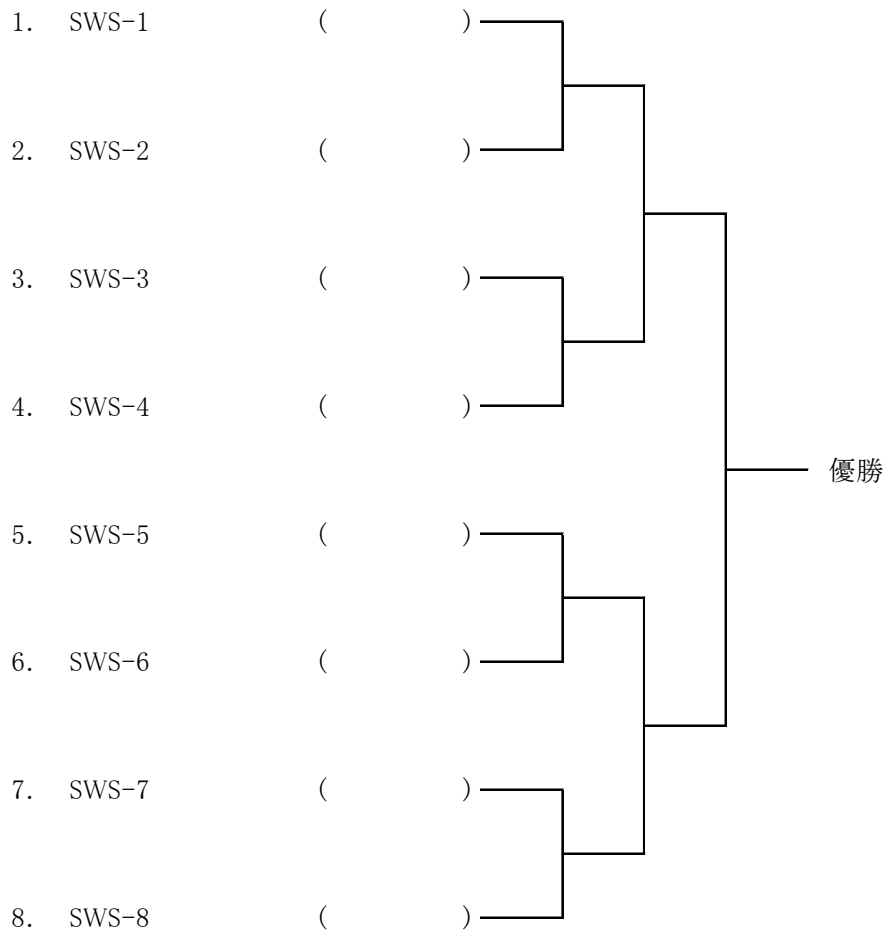 1. SWS-1 ( )
2. SWS-2 ( )
3. SWS-3 ( )
4. SWS-4 ( )
優勝
5. SWS-5 ( )
6. SWS-6 ( )
7. SWS-7 ( )
8. SWS-8 ( )